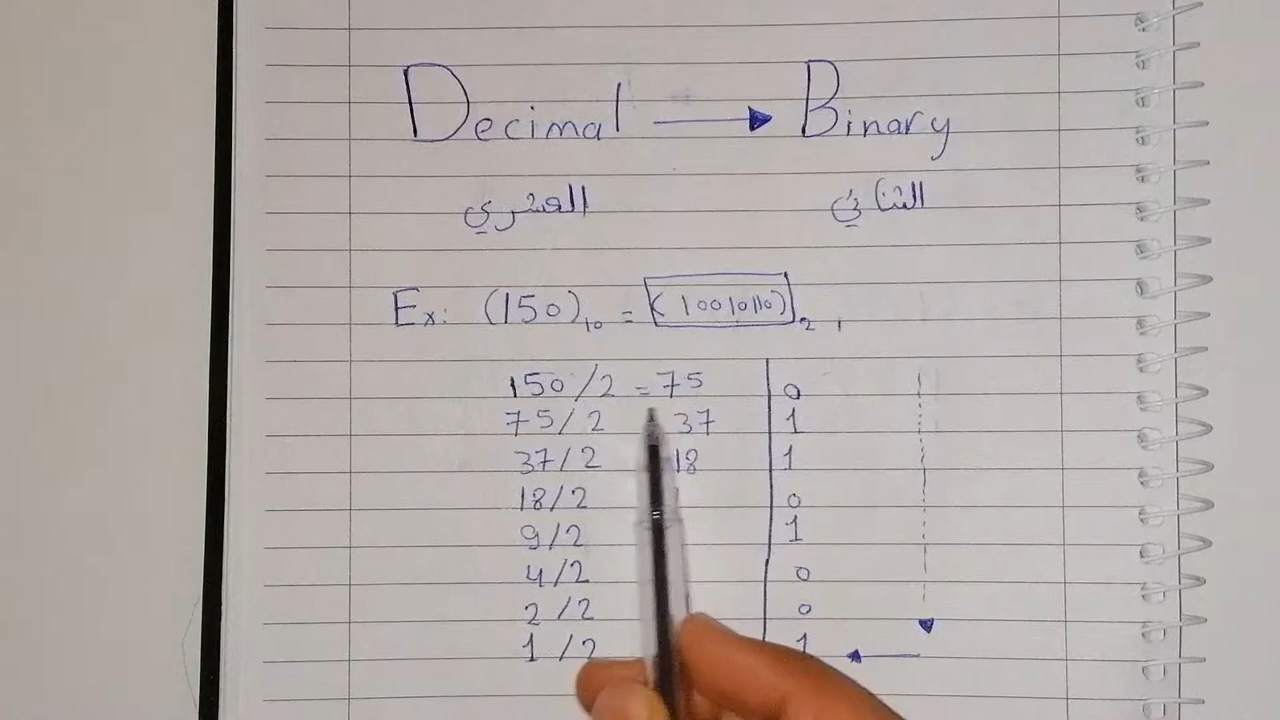 Decimal → Binary
العشري الثنائي
Ex: (150)10 = (10010110)2
150/2 = 75 0
75/2 37 1
37/2 18 1
18/2 0
9/2 1
4/2 0
2/2 0
1/2 1